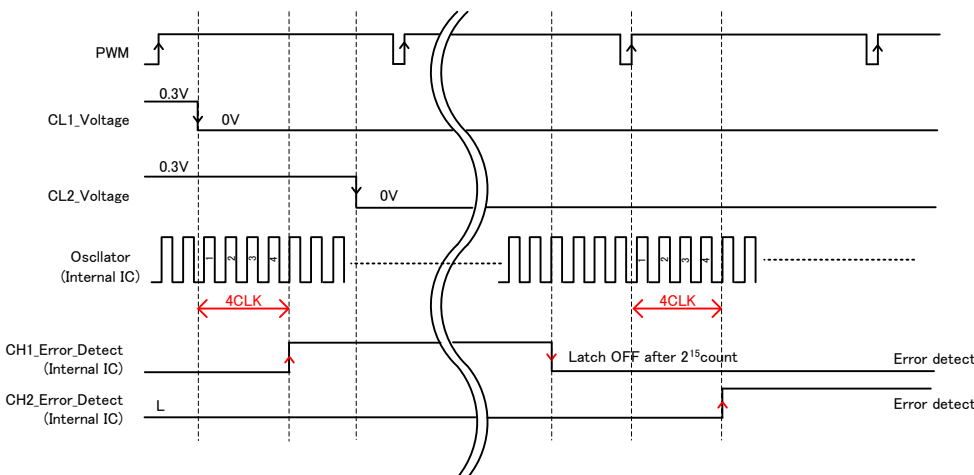 PWM
0.3V
CL1_Voltage
0V
0.3V
CL2_Voltage
0V
Oscllator
(Internal IC)
1 2 3 4
1 2 3 4
4CLK
4CLK
CH1_Error_Detect
(Internal IC)
Latch OFF after 2¹⁵count
Error detect
CH2_Error_Detect
(Internal IC)
L
Error detect